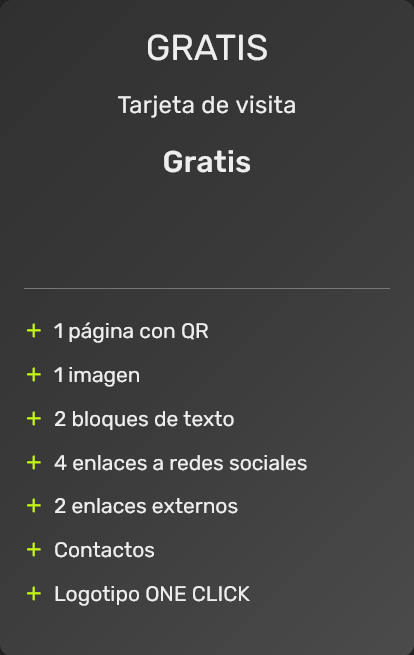 GRATIS
Tarjeta de visita
Gratis
+ 1 página con QR
+ 1 imagen
+ 2 bloques de texto
+ 4 enlaces a redes sociales
+ 2 enlaces externos
+ Contactos
+ Logotipo ONE CLICK